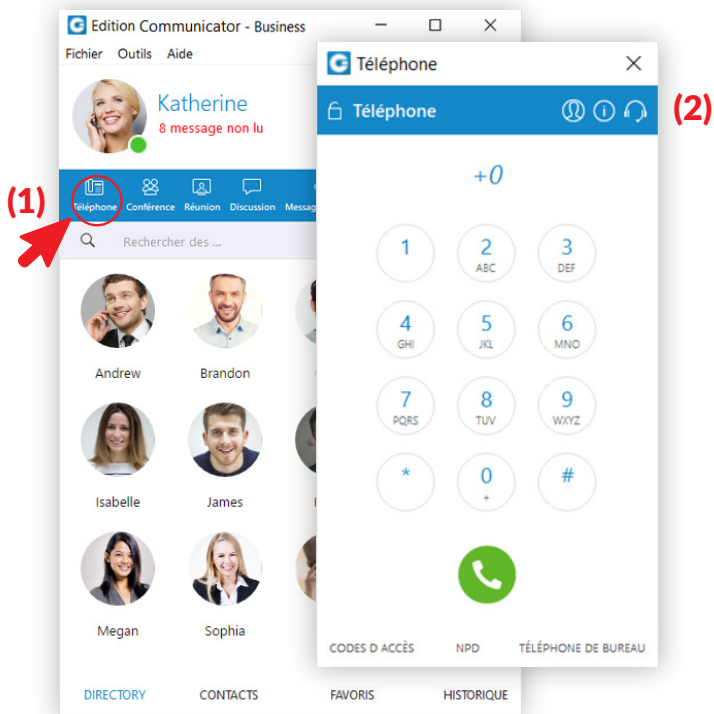 Edition Communicator - Business
Fichier Outils Aide
Katherine
8 message non lu
(1)
Téléphone Conférence Réunion Discussion Messag
Rechercher des ...
Andrew Brandon
Isabelle James
Megan Sophia
DIRECTORY CONTACTS FAVORIS HISTORIQUE
Téléphone
Téléphone
(2)
+0
1 2 3
ABC DEF
4 5 6
GHI JKL MNO
7 8 9
PQRS TUV WXYZ
* 0 #
+
CODES D ACCÈS NPD TÉLÉPHONE DE BUREAU